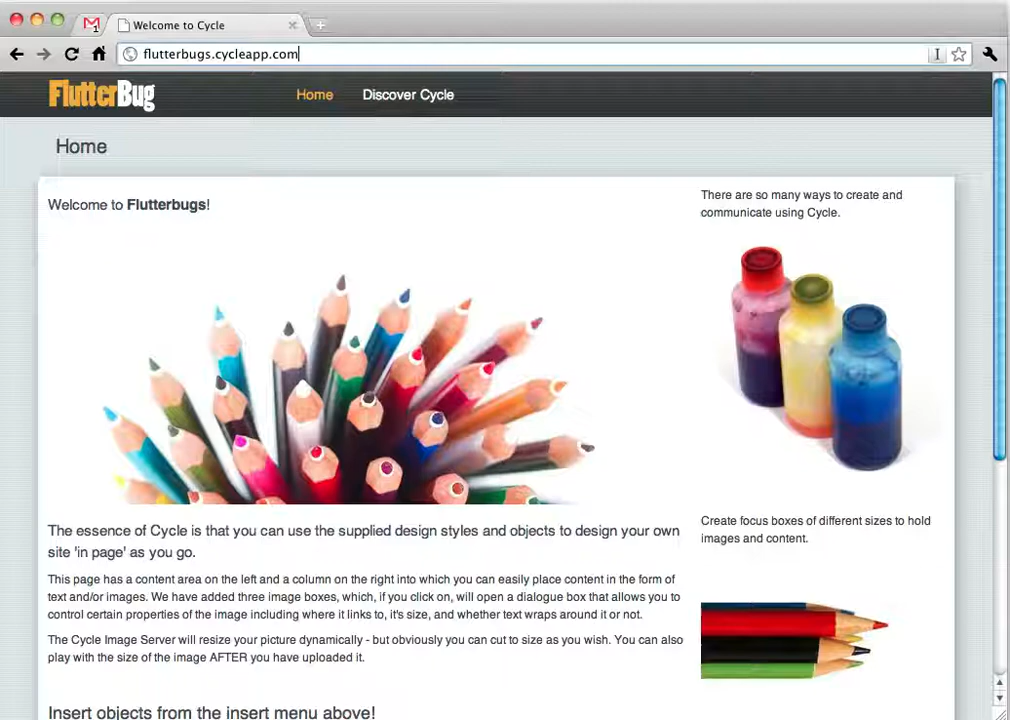 1
Welcome to Cycle
flutterbugs.cycleapp.com
FlutterBug
Home
Discover Cycle
Home
Welcome to Flutterbugs!
The essence of Cycle is that you can use the supplied design styles and objects to design your own
site 'in page' as you go.
This page has a content area on the left and a column on the right into which you can easily place content in the form of
text and/or images. We have added three image boxes, which, if you click on, will open a dialogue box that allows you to
control certain properties of the image including where it links to, it's size, and whether text wraps around it or not.
The Cycle Image Server will resize your picture dynamically - but obviously you can cut to size as you wish. You can also
play with the size of the image AFTER you have uploaded it.
Insert objects from the insert menu above!
There are so many ways to create and
communicate using Cycle.
Create focus boxes of different sizes to hold
images and content.